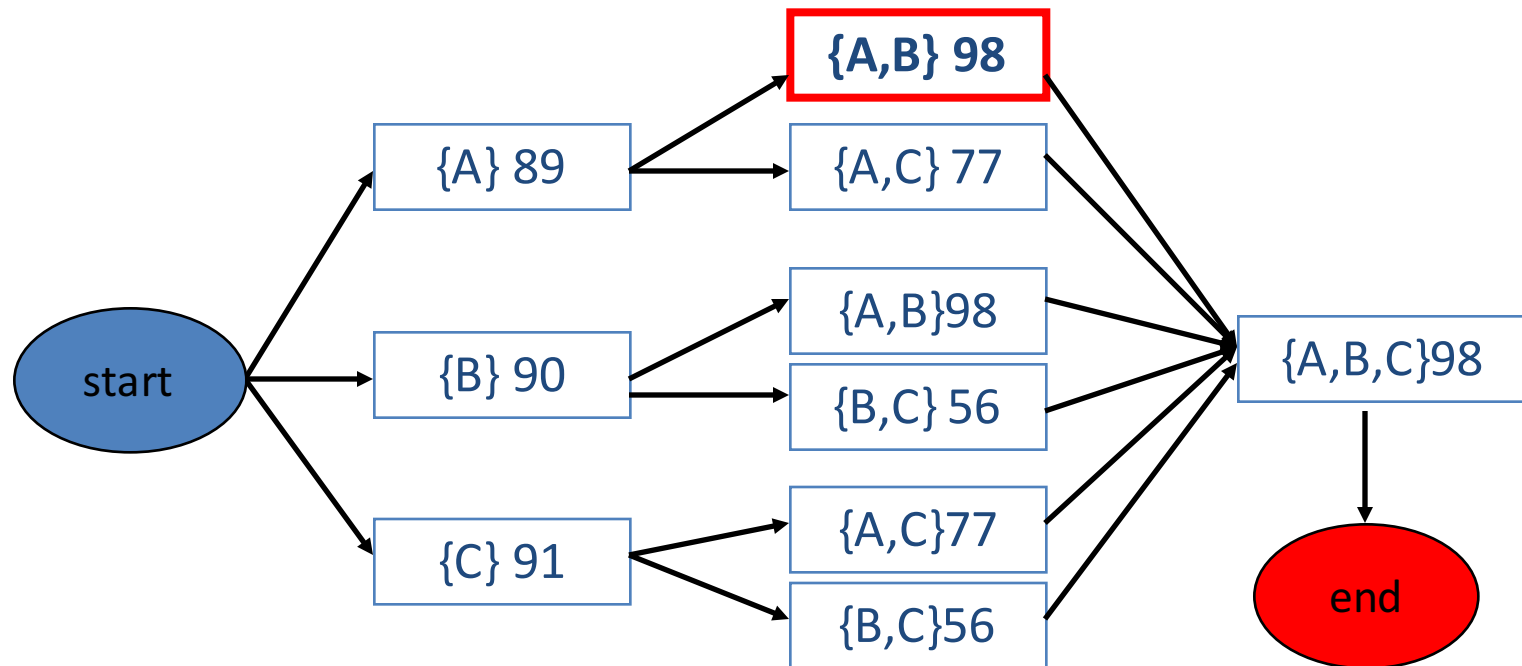 start
{A} 89
{B} 90
{C} 91
{A,B} 98
{A,C} 77
{A,B}98
{B,C} 56
{A,C}77
{B,C}56
{A,B,C}98
end